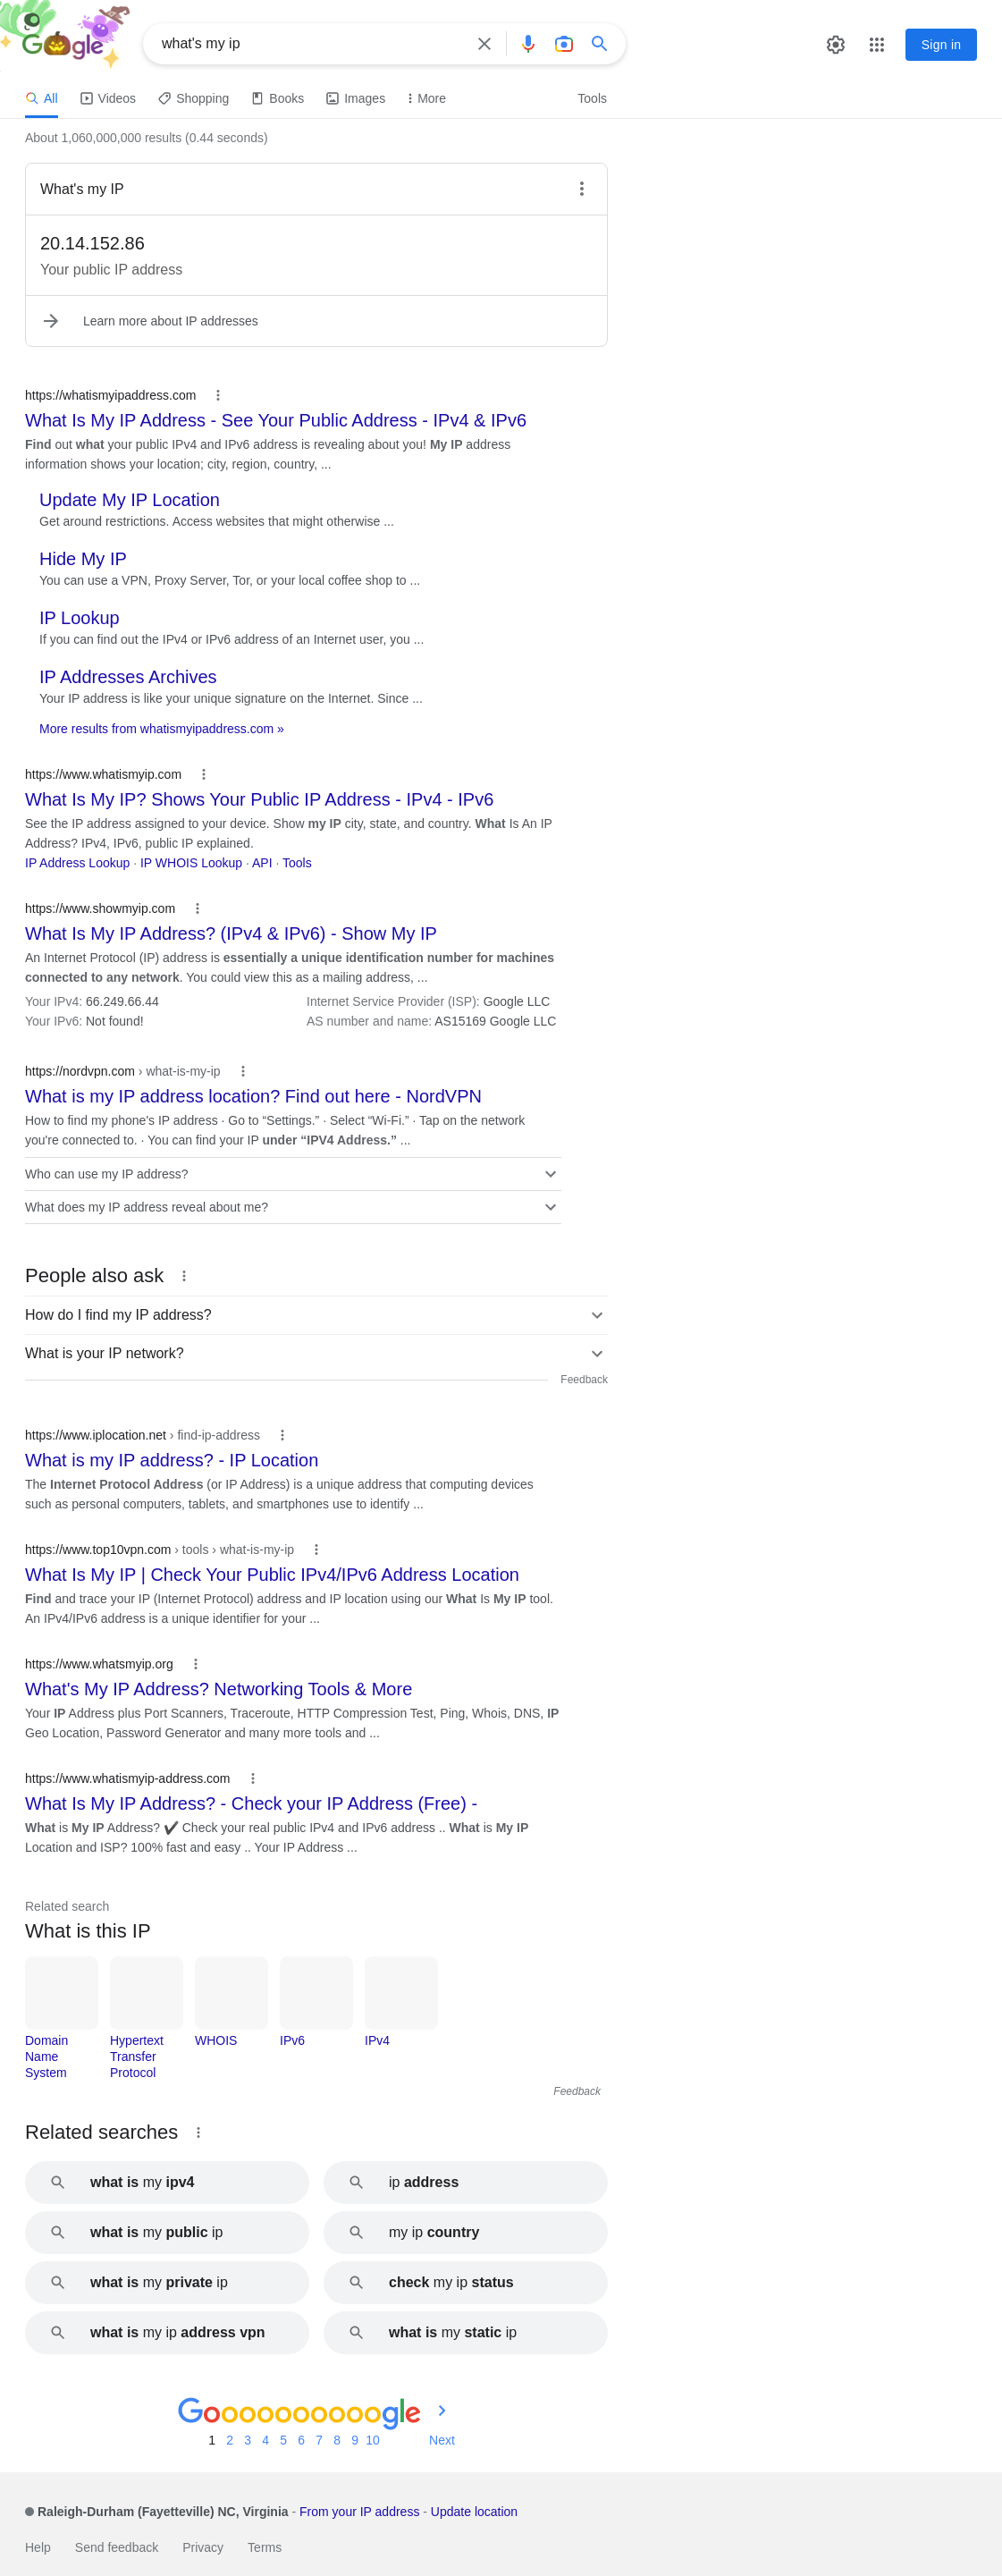 Google
what's my ip
Sign in
All
Videos
Shopping
Books
Images
More
Tools
About 1,060,000,000 results (0.44 seconds)
What's my IP
20.14.152.86
Your public IP address
Learn more about IP addresses
https://whatismyipaddress.com
What Is My IP Address - See Your Public Address - IPv4 & IPv6
Find out what your public IPv4 and IPv6 address is revealing about you! My IP address
information shows your location; city, region, country, ...
Update My IP Location
Get around restrictions. Access websites that might otherwise ...
Hide My IP
You can use a VPN, Proxy Server, Tor, or your local coffee shop to ...
IP Lookup
If you can find out the IPv4 or IPv6 address of an Internet user, you ...
IP Addresses Archives
Your IP address is like your unique signature on the Internet. Since ...
More results from whatismyipaddress.com »
https://www.whatismyip.com
What Is My IP? Shows Your Public IP Address - IPv4 - IPv6
See the IP address assigned to your device. Show my IP city, state, and country. What Is An IP
Address? IPv4, IPv6, public IP explained.
IP Address Lookup · IP WHOIS Lookup · API · Tools
https://www.showmyip.com
What Is My IP Address? (IPv4 & IPv6) - Show My IP
An Internet Protocol (IP) address is essentially a unique identification number for machines
connected to any network. You could view this as a mailing address, ...
Your IPv4: 66.249.66.44
Internet Service Provider (ISP): Google LLC
Your IPv6: Not found!
AS number and name: AS15169 Google LLC
https://nordvpn.com › what-is-my-ip
What is my IP address location? Find out here - NordVPN
How to find my phone's IP address · Go to “Settings.” · Select “Wi-Fi.” · Tap on the network
you're connected to. · You can find your IP under “IPV4 Address.” ...
Who can use my IP address?
What does my IP address reveal about me?
People also ask
How do I find my IP address?
What is your IP network?
Feedback
https://www.iplocation.net › find-ip-address
What is my IP address? - IP Location
The Internet Protocol Address (or IP Address) is a unique address that computing devices
such as personal computers, tablets, and smartphones use to identify ...
https://www.top10vpn.com › tools › what-is-my-ip
What Is My IP | Check Your Public IPv4/IPv6 Address Location
Find and trace your IP (Internet Protocol) address and IP location using our What Is My IP tool.
An IPv4/IPv6 address is a unique identifier for your ...
https://www.whatsmyip.org
What's My IP Address? Networking Tools & More
Your IP Address plus Port Scanners, Traceroute, HTTP Compression Test, Ping, Whois, DNS, IP
Geo Location, Password Generator and many more tools and ...
https://www.whatismyip-address.com
What Is My IP Address? - Check your IP Address (Free) -
What is My IP Address? ✔️ Check your real public IPv4 and IPv6 address .. What is My IP
Location and ISP? 100% fast and easy .. Your IP Address ...
Related search
What is this IP
Domain
Name
System
Hypertext
Transfer
Protocol
WHOIS
IPv6
IPv4
Feedback
Related searches
what is my ipv4
ip address
what is my public ip
my ip country
what is my private ip
check my ip status
what is my ip address vpn
what is my static ip
Goooooooooogle
1 2 3 4 5 6 7 8 9 10 Next
Raleigh-Durham (Fayetteville) NC, Virginia - From your IP address - Update location
Help
Send feedback
Privacy
Terms